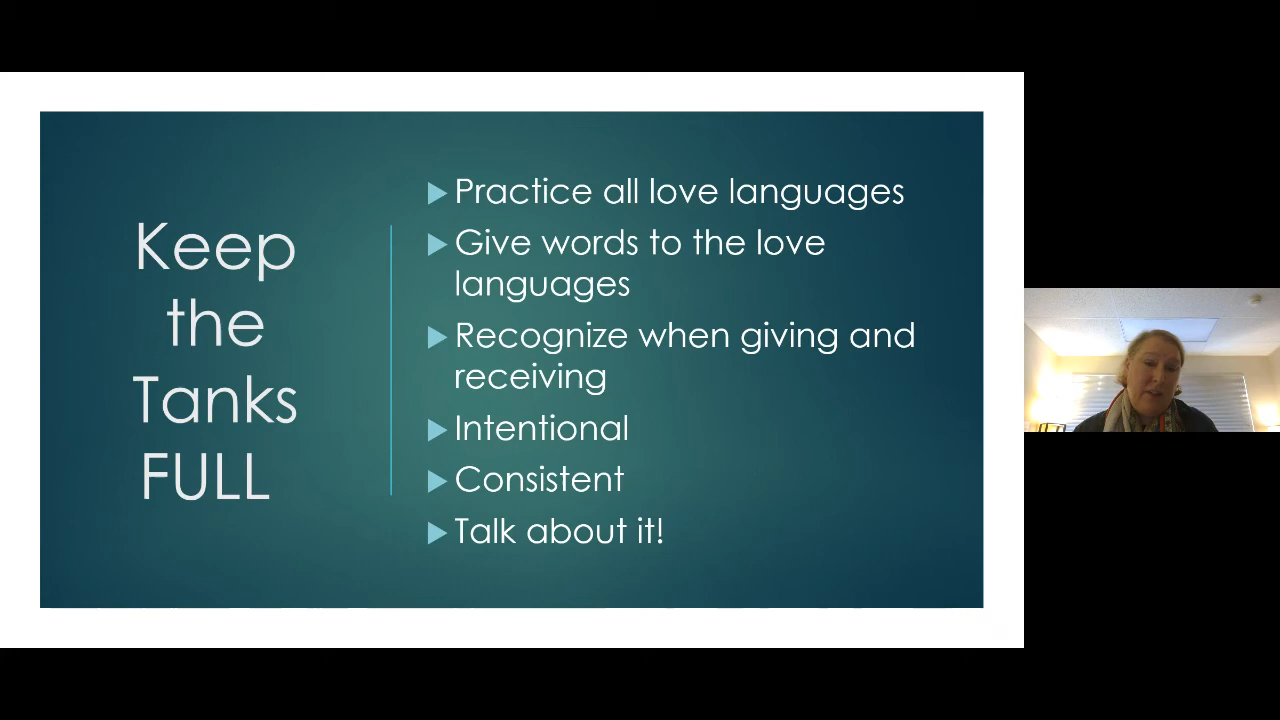 Keep
the
Tanks
FULL
Practice all love languages
Give words to the love
languages
Recognize when giving and
receiving
Intentional
Consistent
Talk about it!